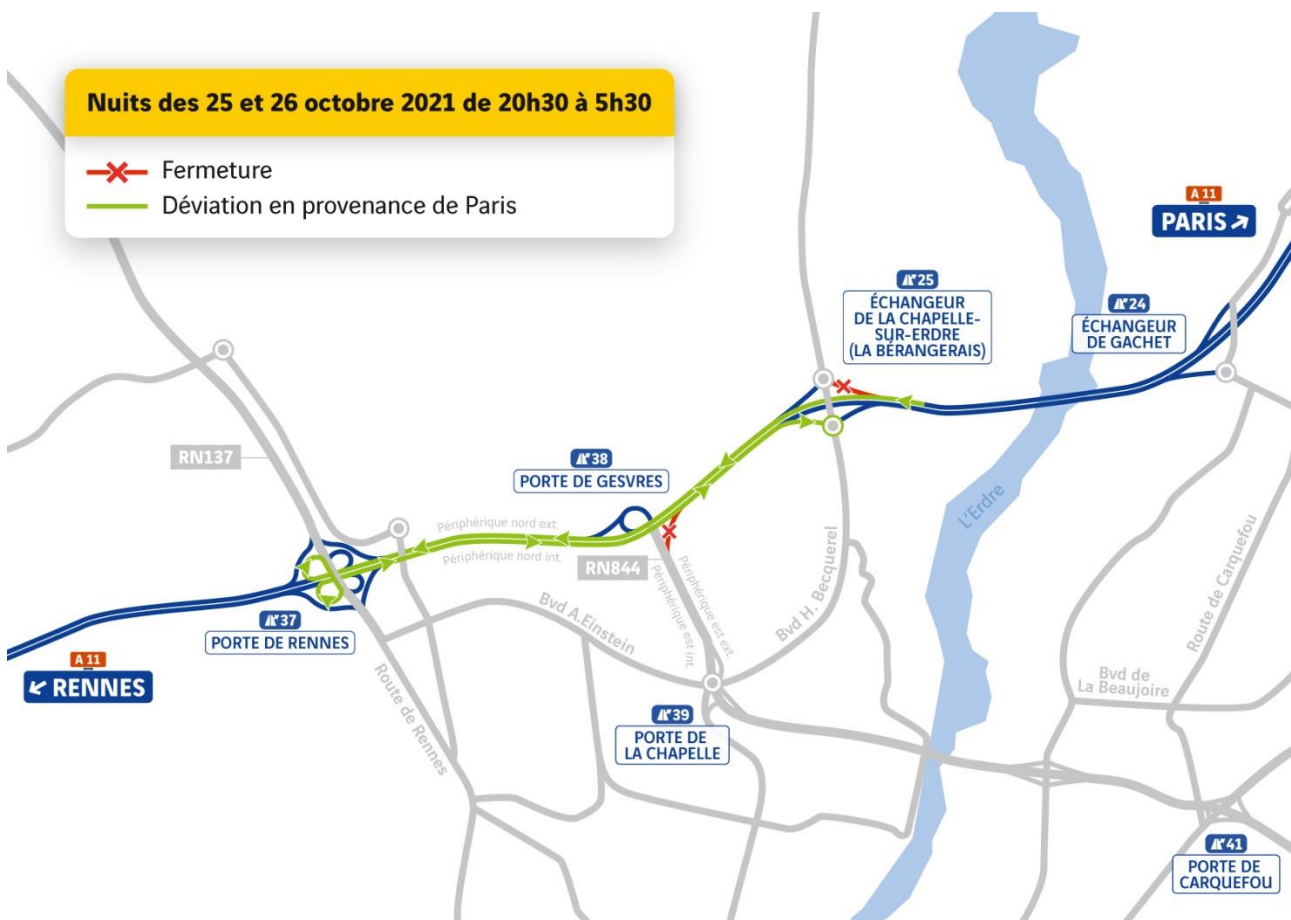 Nuits des 25 et 26 octobre 2021 de 20h30 à 5h30
Fermeture
Déviation en provenance de Paris
A 11
PARIS
25
ÉCHANGEUR
DE LA CHAPELLE-
SUR-ERDRE
(LA BÉRANGERAIS)
24
ÉCHANGEUR
DE GACHET
RN137
38
PORTE DE GESVRES
L'Erdre
Périphérique nord ext.
Périphérique nord int.
RN844
Périphérique est ext.
Périphérique est int.
Bvd H. Becquerel
Route de Carquefou
Bvd A.Einstein
37
PORTE DE RENNES
A 11
RENNES
Route de Rennes
Bvd de
La Beaujoire
39
PORTE DE
LA CHAPELLE
41
PORTE DE
CARQUEFOU